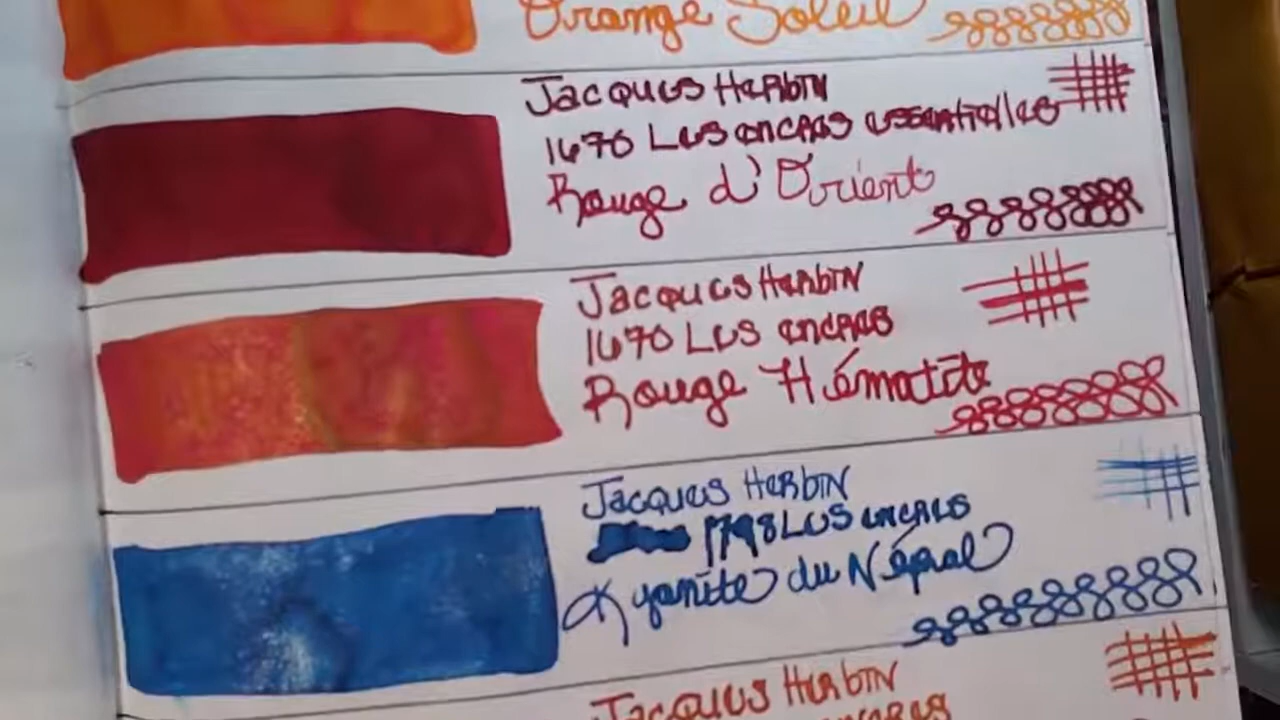 Orange Soleil
Jacques Herbin
1670 Les encres essentielles
Rouge d'Orient
Jacques Herbin
1670 Les encres
Rouge Hématite
Jacques Herbin
1798 Les encres
Kyanite du Népal
Jacques Herbin
encres